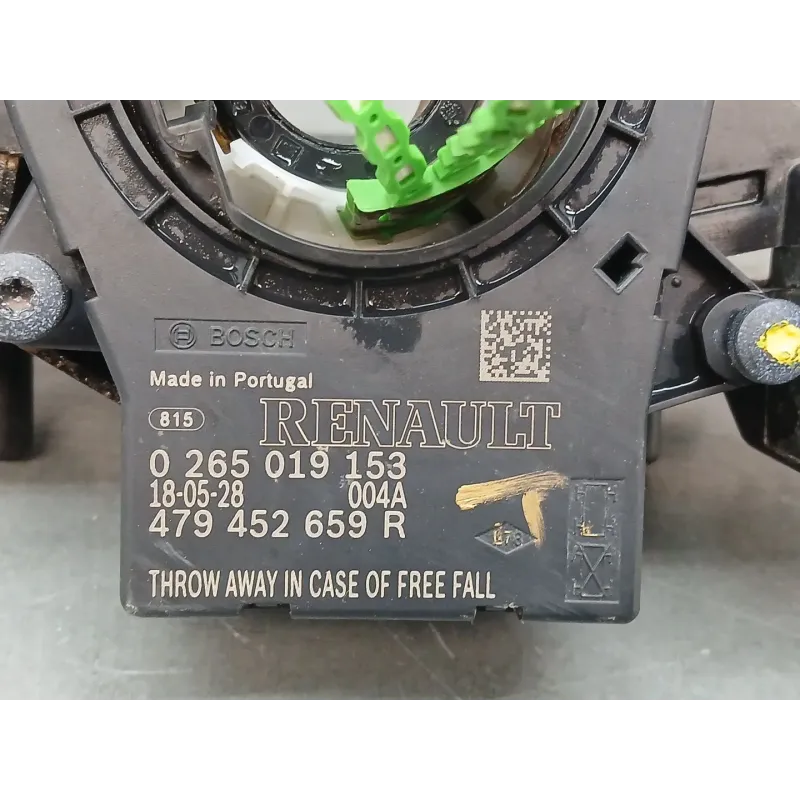 BOSCH
Made in Portugal
815
RENAULT
0 265 019 153
18-05-28 004A
479 452 659 R
THROW AWAY IN CASE OF FREE FALL